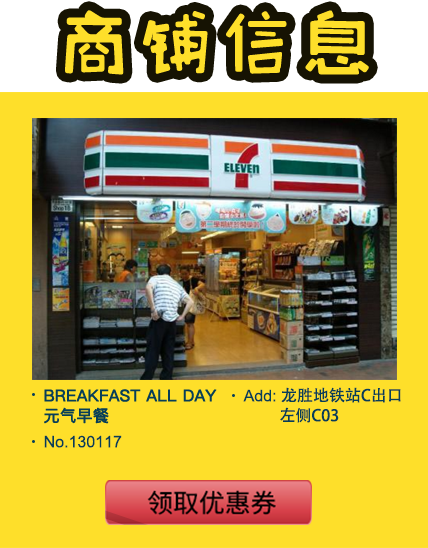 商铺信息
7
ELEVEN
· BREAKFAST ALL DAY
元气早餐
· Add: 龙胜地铁站C出口
左侧C03
· No.130117
领取优惠券